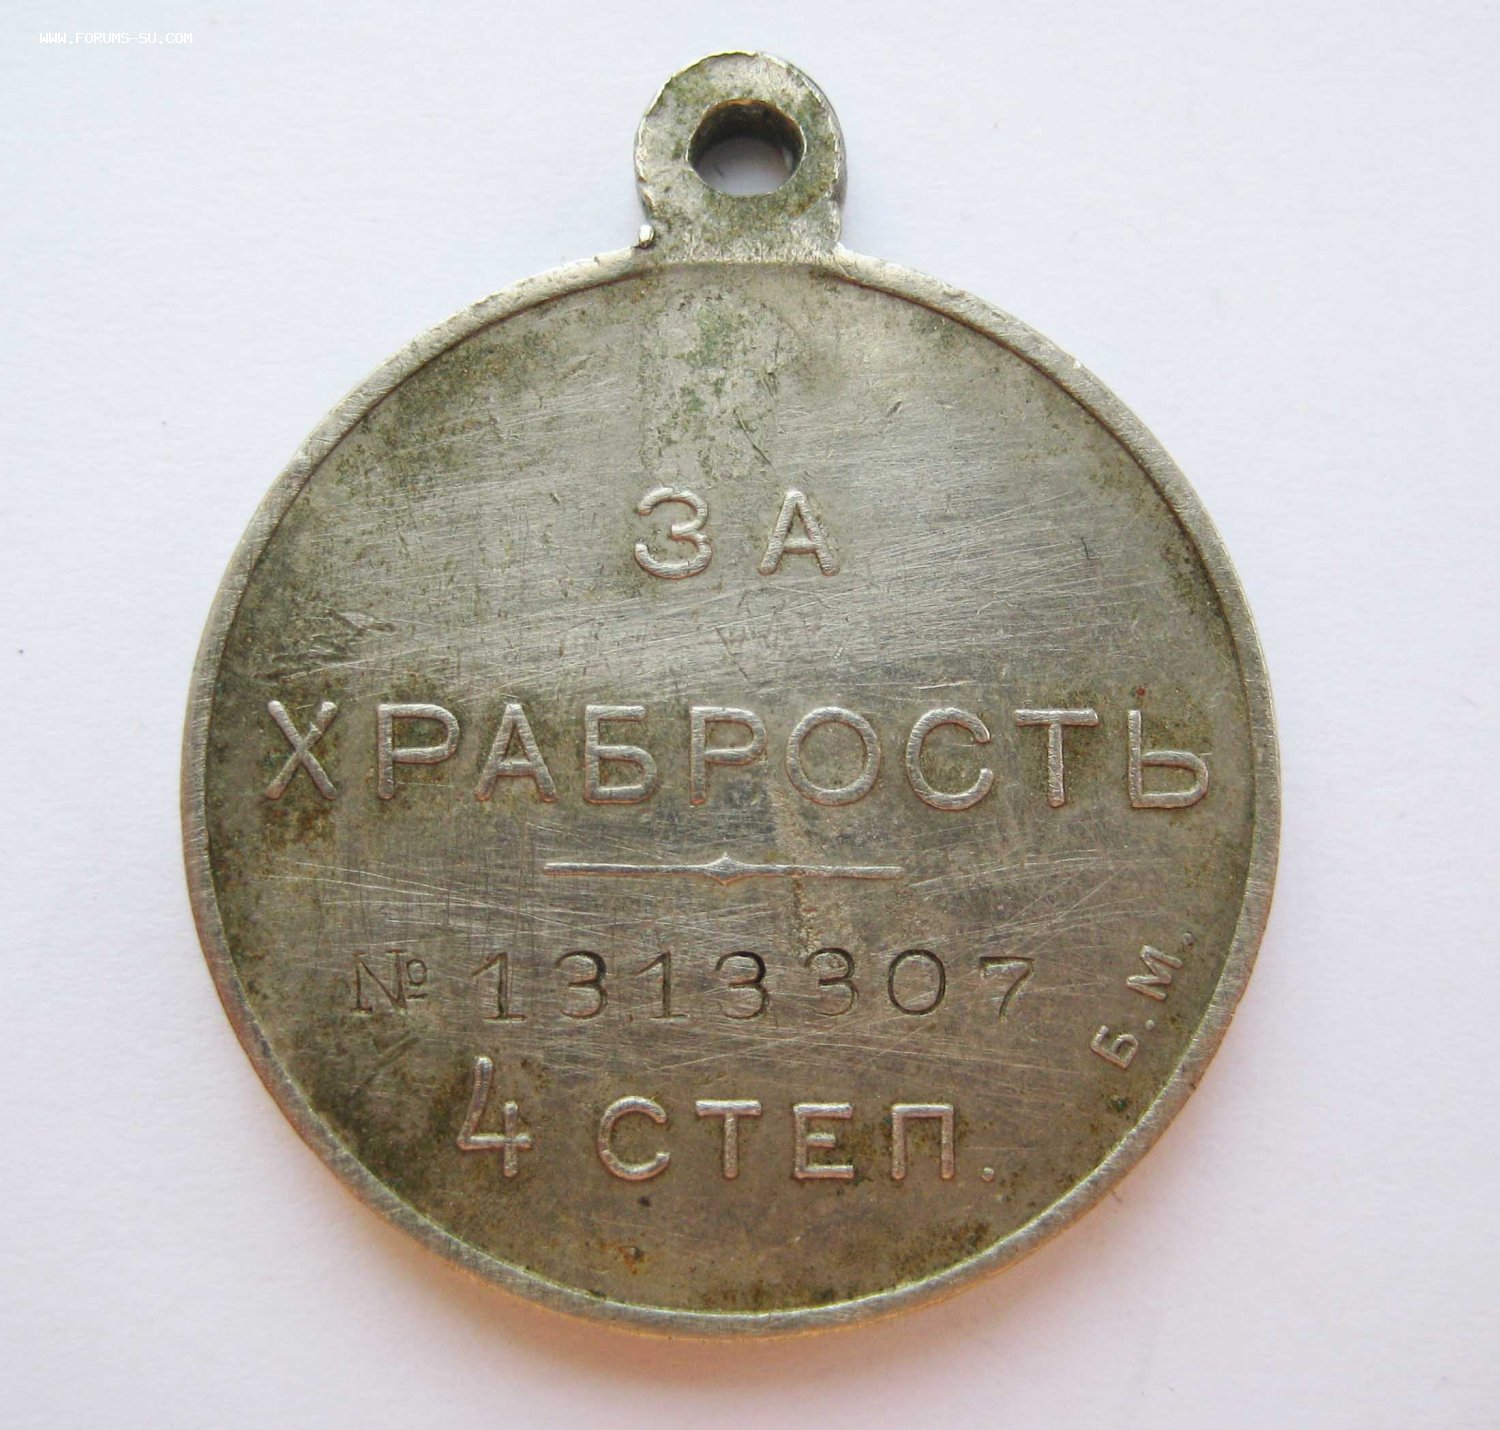 WWW.FORUMS-SU.COM
ЗА
ХРАБРОСТЬ
№ 1313307
Б.М.
4 СТЕП.